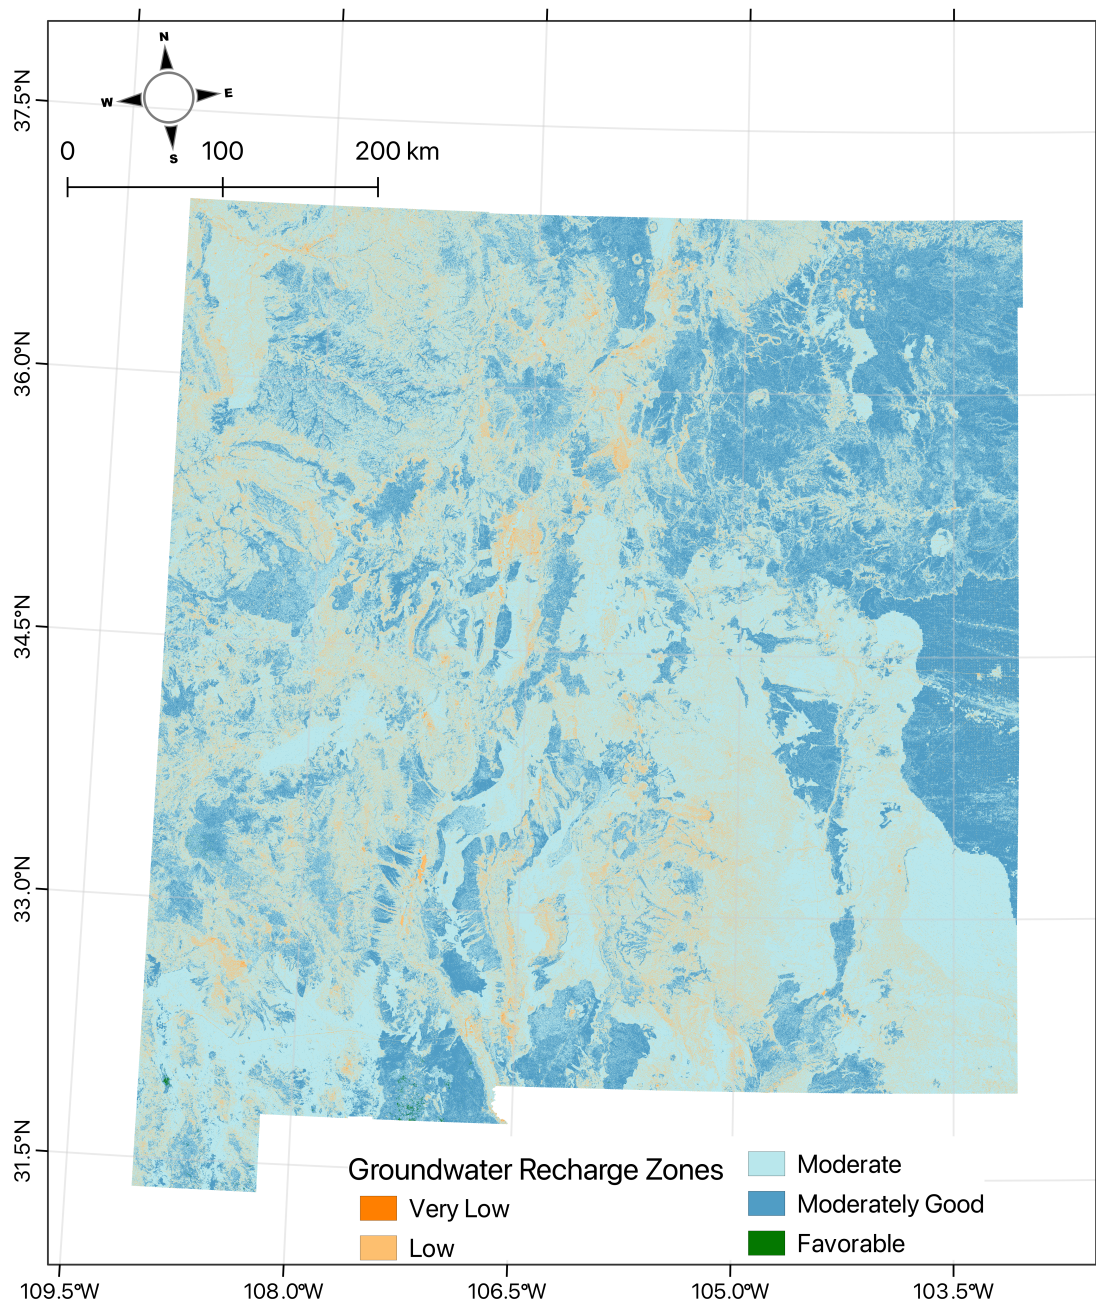 N
W E
S
0 100 200 km
37.5°N
36.0°N
34.5°N
33.0°N
31.5°N
Groundwater Recharge Zones
Very Low
Low
Moderate
Moderately Good
Favorable
109.5°W 108.0°W 106.5°W 105.0°W 103.5°W